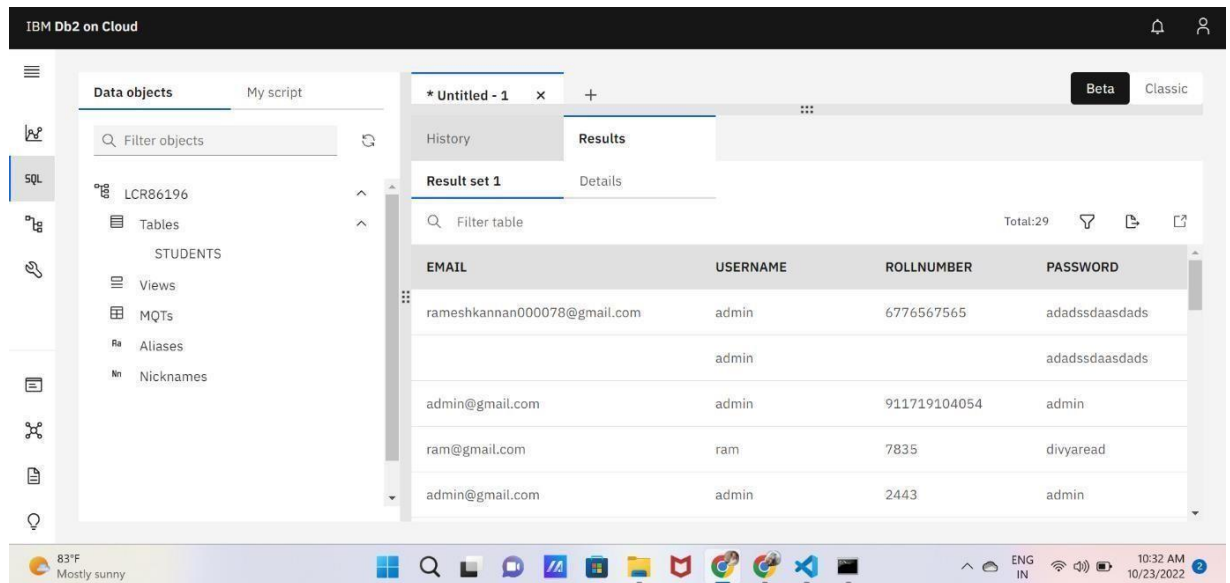 IBM Db2 on Cloud
Data objects My script
* Untitled - 1 × +
Beta Classic
Filter objects
History Results
SQL
LCR86196
Result set 1 Details
Tables
Filter table Total:29
STUDENTS
EMAIL USERNAME ROLLNUMBER PASSWORD
Views
MQTs
rameshkannan000078@gmail.com admin 6776567565 adadssdaasdads
Aliases
admin adadssdaasdads
Nn Nicknames
admin@gmail.com admin 911719104054 admin
ram@gmail.com ram 7835 divyaread
admin@gmail.com admin 2443 admin
83°F
Mostly sunny
ENG
IN
10:32 AM
10/23/2022
2